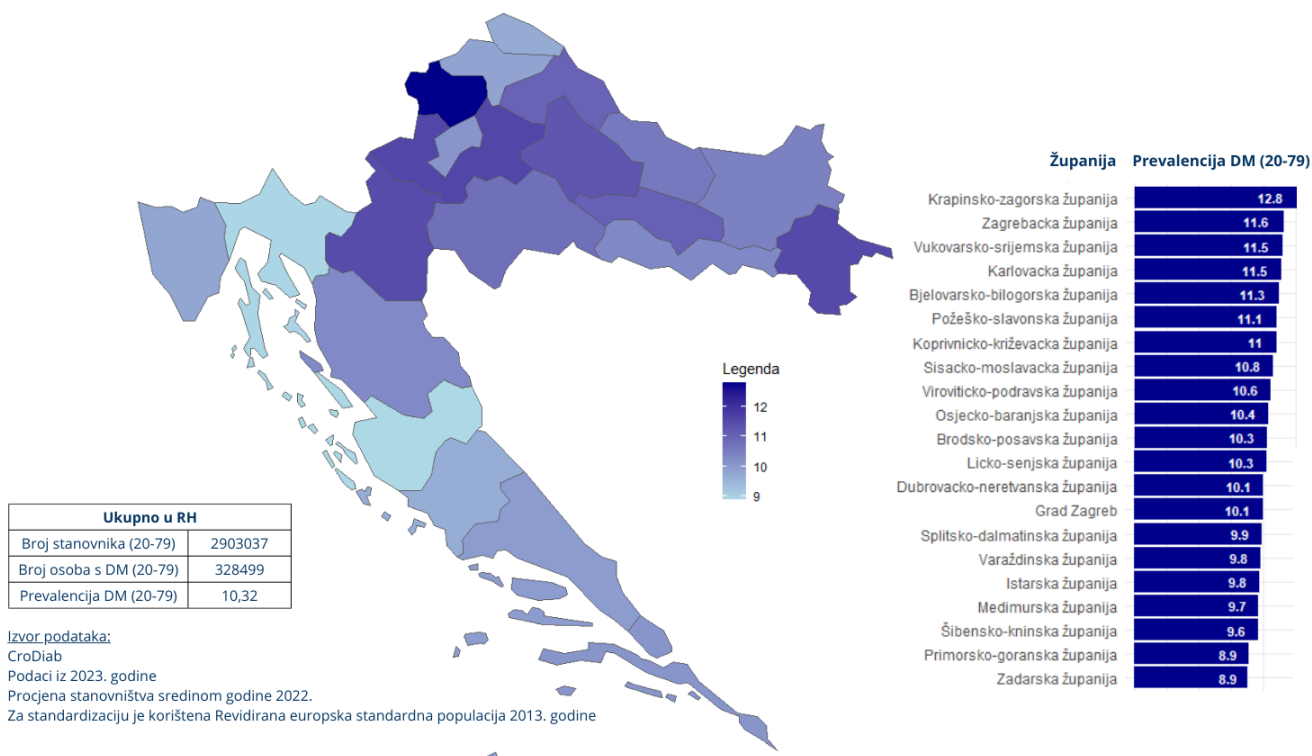 Županija Prevalencija DM (20-79)
Krapinsko-zagorska županija 12.8
Zagrebacka županija 11.6
Vukovarsko-srijemska županija 11.5
Karlovacka županija 11.5
Bjelovarsko-bilogorska županija 11.3
Požeško-slavonska županija 11.1
Koprivnicko-križevacka županija 11
Sisacko-moslavacka županija 10.8
Viroviticko-podravska županija 10.6
Osjecko-baranjska županija 10.4
Brodsko-posavska županija 10.3
Licko-senjska županija 10.3
Dubrovacko-neretvanska županija 10.1
Grad Zagreb 10.1
Splitsko-dalmatinska županija 9.9
Varaždinska županija 9.8
Istarska županija 9.8
Medimurska županija 9.7
Šibensko-kninska županija 9.6
Primorsko-goranska županija 8.9
Zadarska županija 8.9
Legenda
12
11
10
9
Ukupno u RH
Broj stanovnika (20-79) 2903037
Broj osoba s DM (20-79) 328499
Prevalencija DM (20-79) 10,32
Izvor podataka:
CroDiab
Podaci iz 2023. godine
Procjena stanovništva sredinom godine 2022.
Za standardizaciju je korištena Revidirana europska standardna populacija 2013. godine